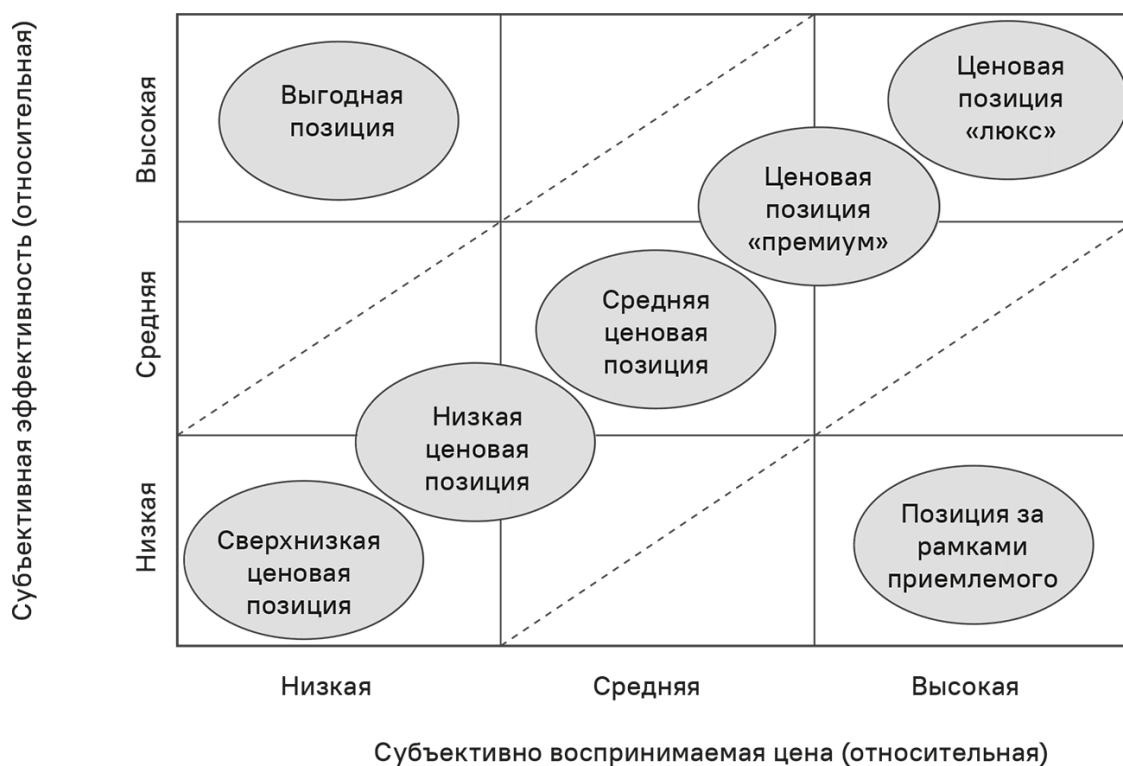 Субъективная эффективность (относительная)
Высокая
Средняя
Низкая
Выгодная
позиция
Ценовая
позиция
«люкс»
Ценовая
позиция
«премиум»
Средняя
ценовая
позиция
Низкая
ценовая
позиция
Сверхнизкая
ценовая
позиция
Позиция за
рамками
приемлемого
Низкая
Средняя
Высокая
Субъективно воспринимаемая цена (относительная)